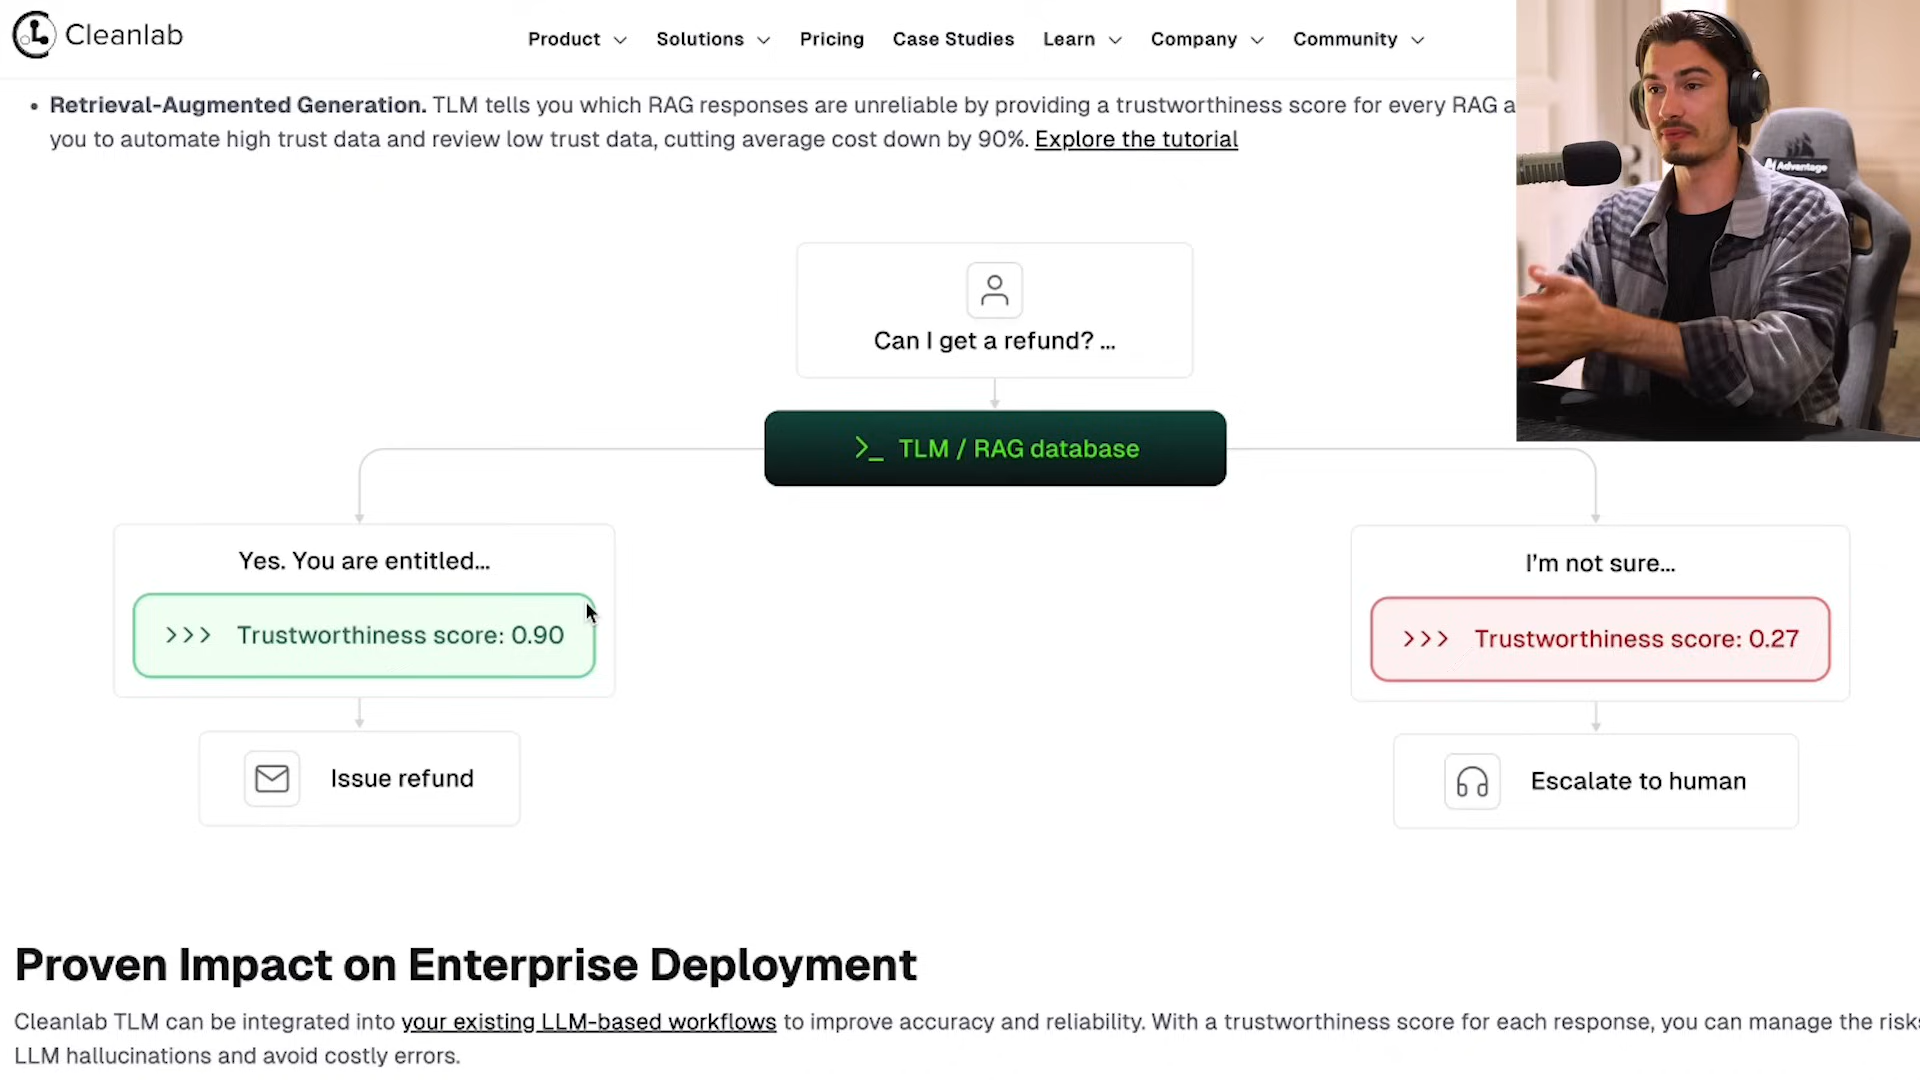 Cleanlab
Product Solutions Pricing Case Studies Learn Company Community
• Retrieval-Augmented Generation. TLM tells you which RAG responses are unreliable by providing a trustworthiness score for every RAG a
you to automate high trust data and review low trust data, cutting average cost down by 90%. Explore the tutorial
Advantage
Can I get a refund? ...
>_ TLM / RAG database
Yes. You are entitled...
>>> Trustworthiness score: 0.90
Issue refund
I'm not sure...
>>> Trustworthiness score: 0.27
Escalate to human
Proven Impact on Enterprise Deployment
Cleanlab TLM can be integrated into your existing LLM-based workflows to improve accuracy and reliability. With a trustworthiness score for each response, you can manage the risks
LLM hallucinations and avoid costly errors.